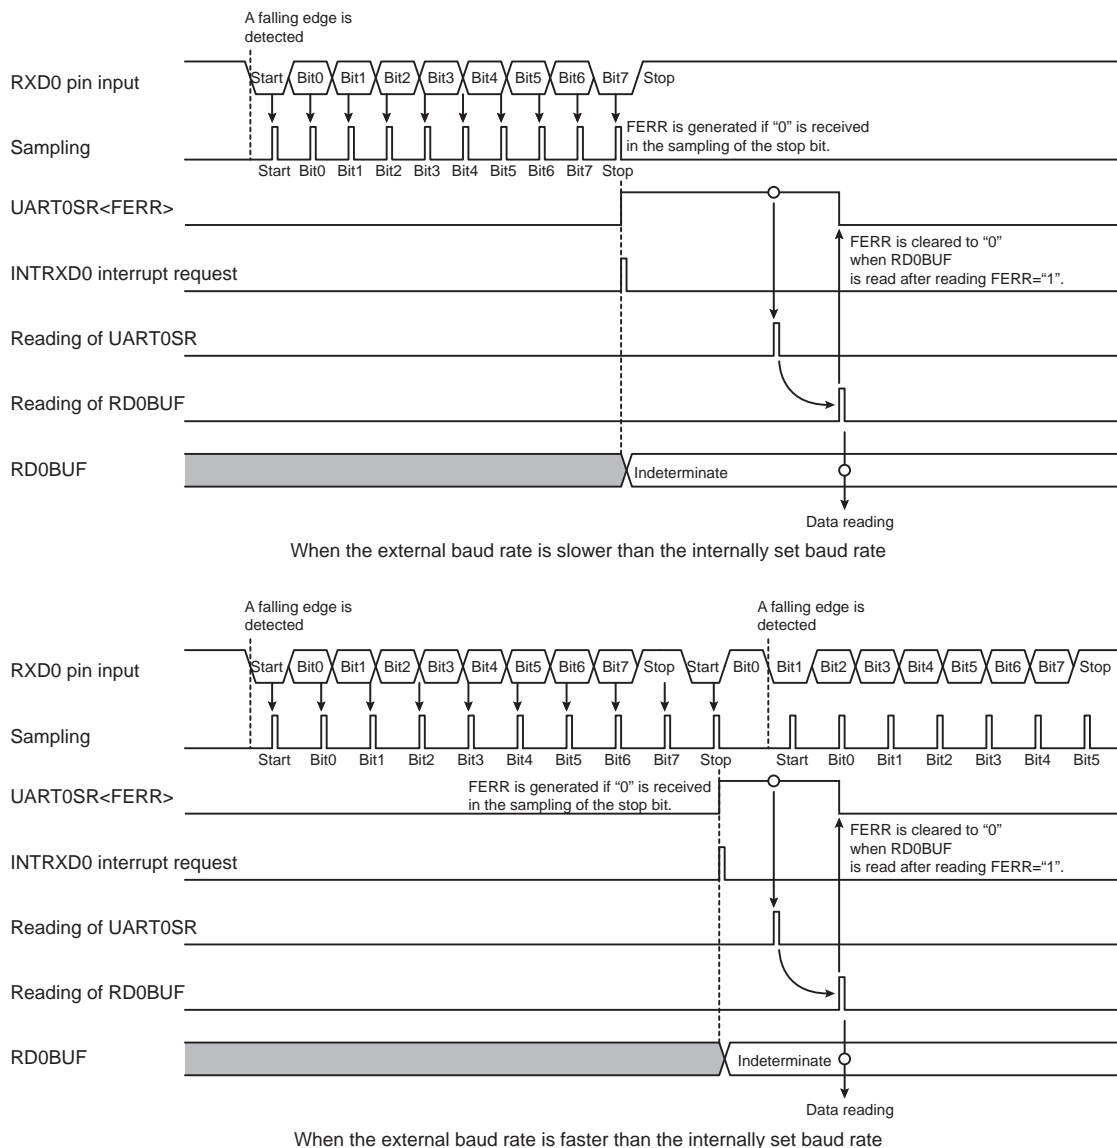 A falling edge is
detected
RXD0 pin input
Start Bit0 Bit1 Bit2 Bit3 Bit4 Bit5 Bit6 Bit7 Stop
Sampling
FERR is generated if “0” is received
in the sampling of the stop bit.
Start Bit0 Bit1 Bit2 Bit3 Bit4 Bit5 Bit6 Bit7 Stop
UART0SR<FERR>
FERR is cleared to “0”
when RD0BUF
is read after reading FERR=“1”.
INTRXD0 interrupt request
Reading of UART0SR
Reading of RD0BUF
RD0BUF
Indeterminate
Data reading
When the external baud rate is slower than the internally set baud rate
A falling edge is
detected
A falling edge is
detected
RXD0 pin input
Start Bit0 Bit1 Bit2 Bit3 Bit4 Bit5 Bit6 Bit7 Stop Start Bit0 Bit1 Bit2 Bit3 Bit4 Bit5 Bit6 Bit7 Stop
Sampling
Start Bit0 Bit1 Bit2 Bit3 Bit4 Bit5 Bit6 Bit7 Stop Start Bit0 Bit1 Bit2 Bit3 Bit4 Bit5
UART0SR<FERR>
FERR is generated if “0” is received
in the sampling of the stop bit.
FERR is cleared to “0”
when RD0BUF
is read after reading FERR=“1”.
INTRXD0 interrupt request
Reading of UART0SR
Reading of RD0BUF
RD0BUF
Indeterminate
Data reading
When the external baud rate is faster than the internally set baud rate